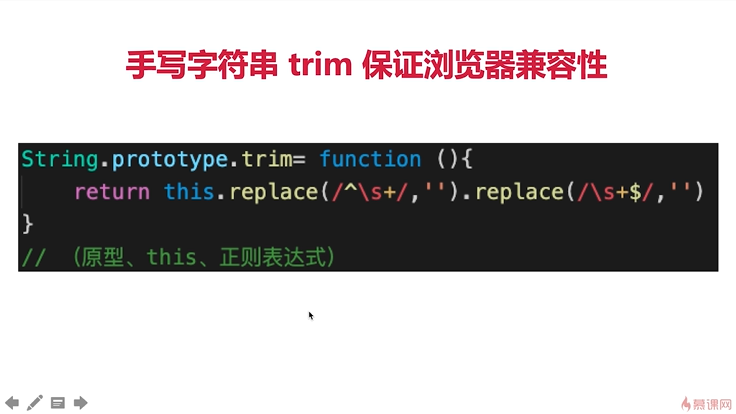 手写字符串 trim 保证浏览器兼容性
String.prototype.trim= function (){
    return this.replace(/^\s+/,'').replace(/\s+$/,'')
}
// （原型、this、正则表达式）
慕课网